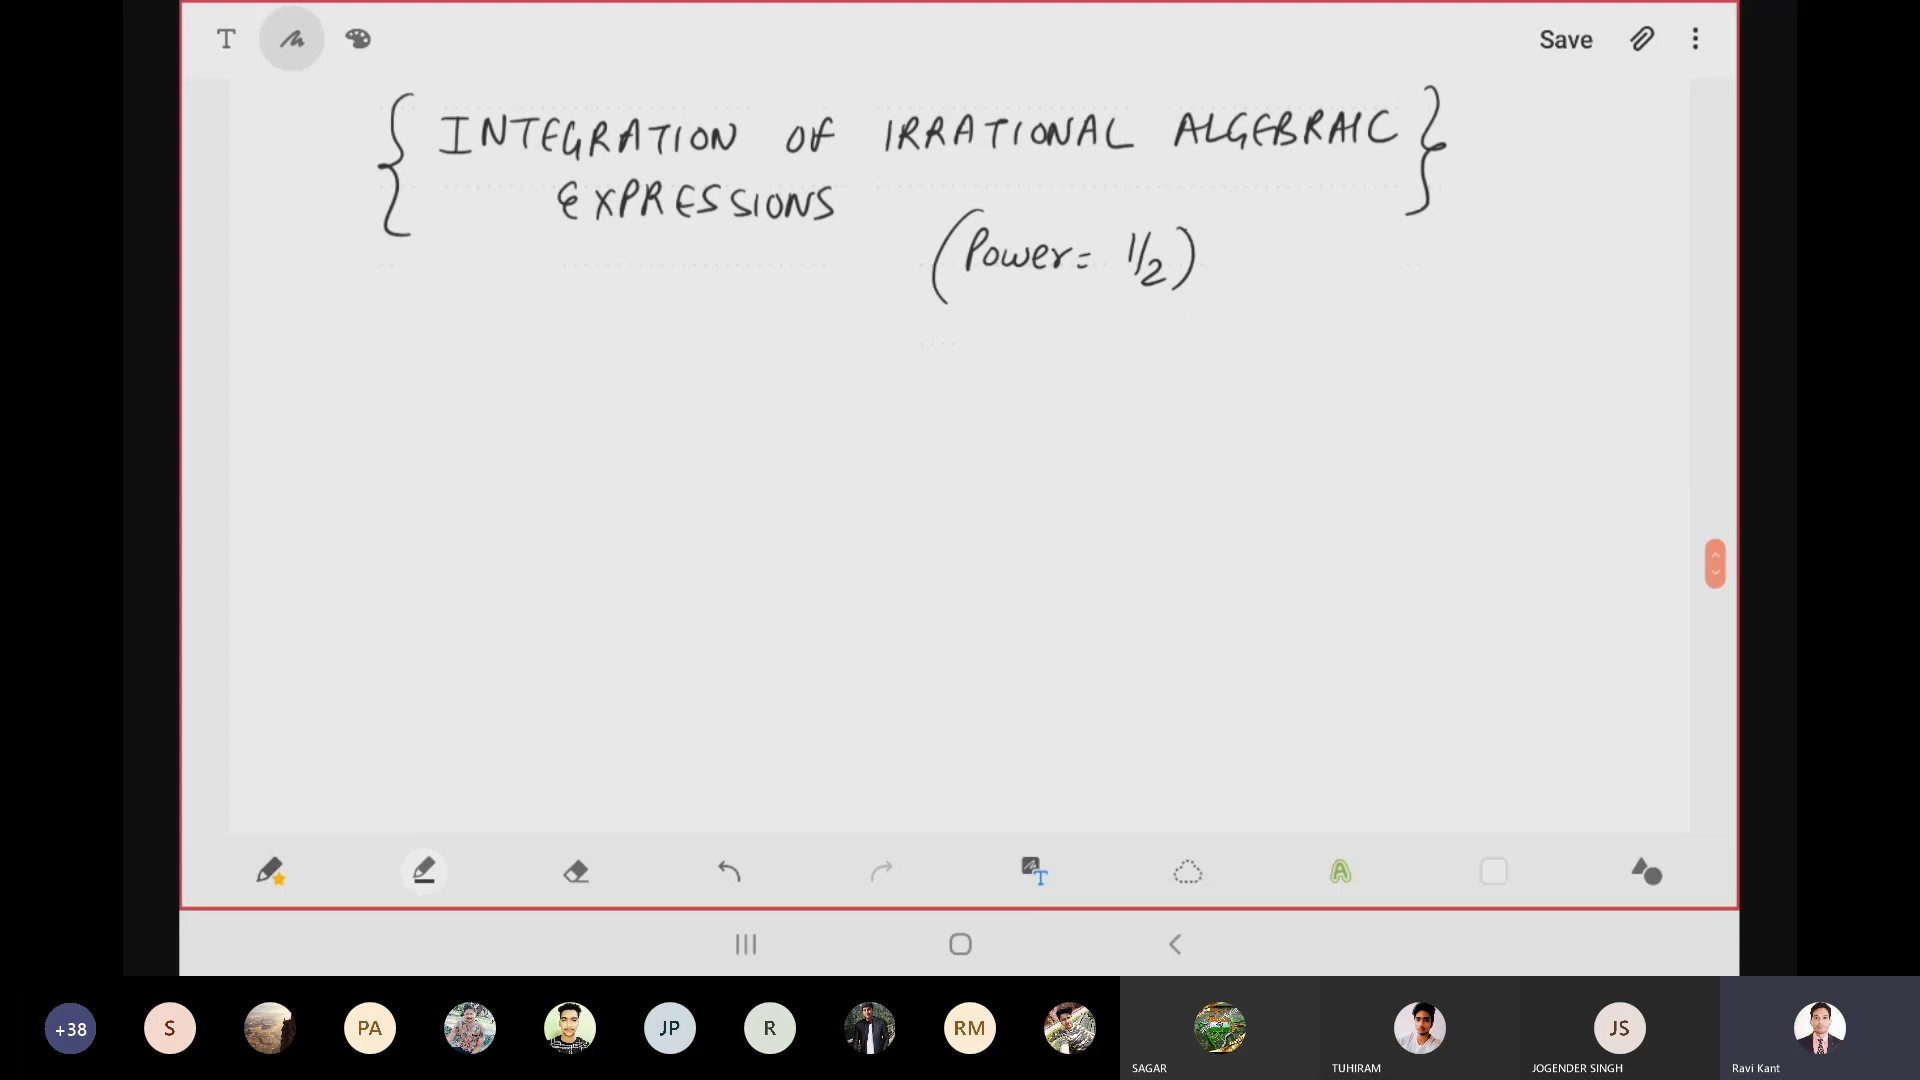 T Save
{ INTEGRATION OF IRRATIONAL ALGEBRAIC }
EXPRESSIONS
(Power = 1/2)
T A
+38 S PA JP R RM JS
SAGAR TUHIRAM JOGENDER SINGH Ravi Kant